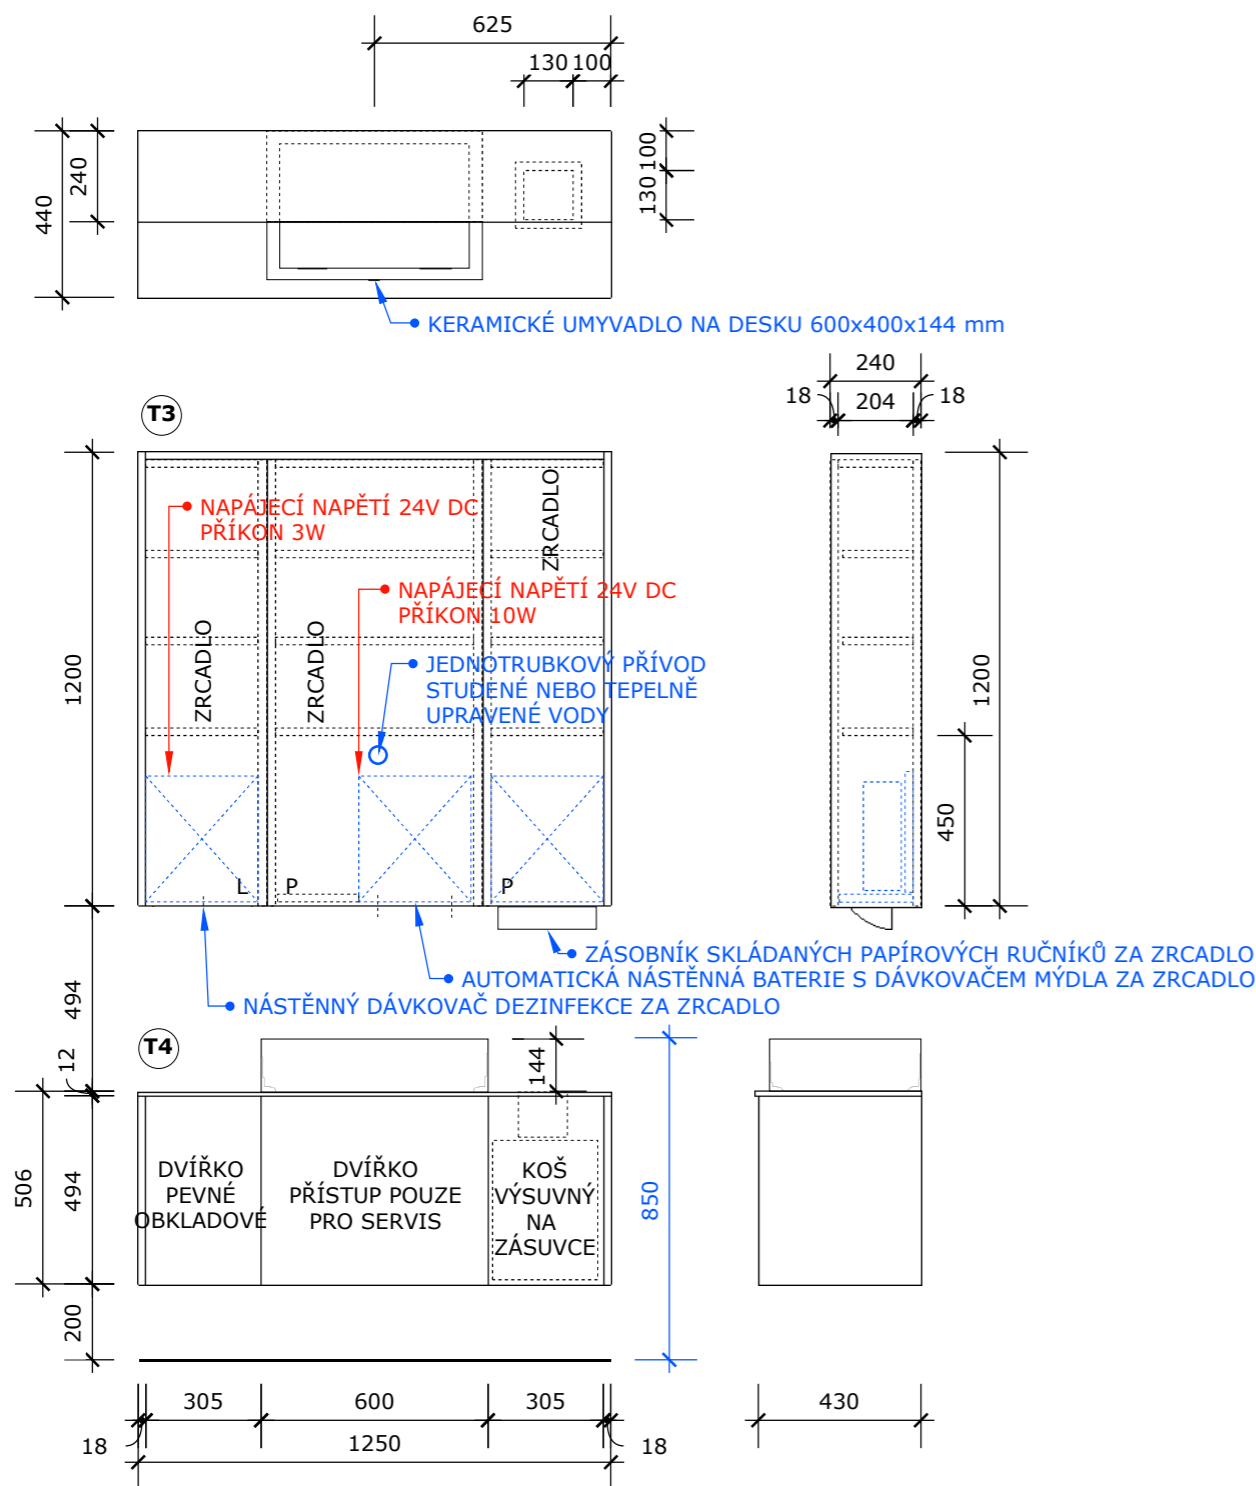 625
130 100
440
240
100
130
KERAMICKÉ UMYVADLO NA DESKU 600x400x144 mm
T3
240
18
204
18
1200
NAPÁJECÍ NAPĚTÍ 24V DC
PŘÍKON 3W
ZRCADLO
NAPÁJECÍ NAPĚTÍ 24V DC
PŘÍKON 10W
ZRCADLO
ZRCADLO
JEDNOTRUBKOVÝ PŘÍVOD
STUDENÉ NEBO TEPELNĚ
UPRAVENÉ VODY
1200
450
L
P
P
ZÁSOBNÍK SKLÁDANÝCH PAPÍROVÝCH RUČNÍKŮ ZA ZRCADLO
AUTOMATICKÁ NÁSTĚNNÁ BATERIE S DÁVKOVAČEM MÝDLA ZA ZRCADLO
NÁSTĚNNÝ DÁVKOVAČ DEZINFEKCE ZA ZRCADLO
494
T4
12
144
506
494
DVÍŘKO
PEVNÉ
OBKLADOVÉ
DVÍŘKO
PŘÍSTUP POUZE
PRO SERVIS
KOŠ
VÝSUVNÝ
NA
ZÁSUVCE
850
200
305
600
305
430
18
1250
18